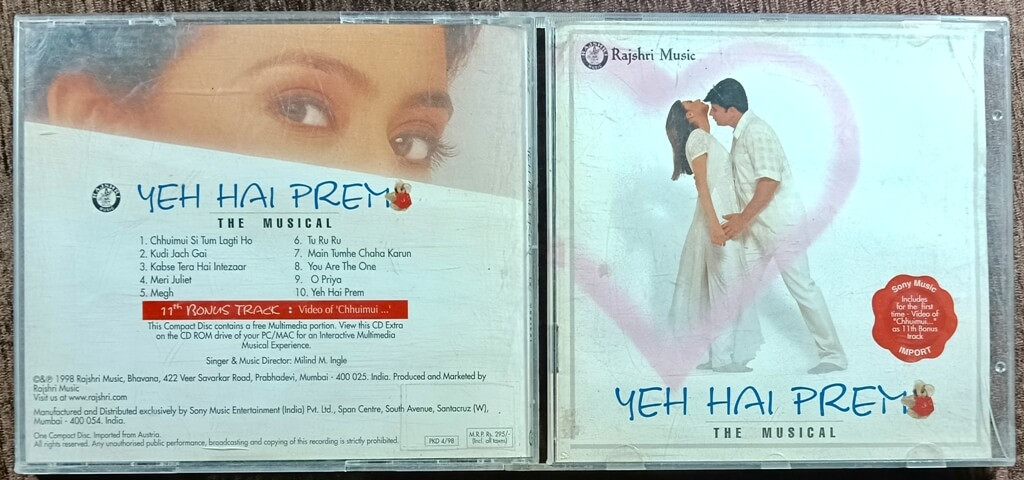 YEH HAI PREM
THE MUSICAL
1. Chhuimui Si Tum Lagti Ho
2. Kudi Jach Gai
3. Kabse Tera Hai Intezaar
4. Meri Juliet
5. Megh
6. Tu Ru Ru
7. Main Tumhe Chaha Karun
8. You Are The One
9. O Priya
10. Yeh Hai Prem
11th BONUS TRACK : Video of 'Chhuimui ...'
This Compact Disc contains a free Multimedia portion. View this CD Extra
on the CD ROM drive of your PC/MAC for an Interactive Multimedia
Musical Experience.
Singer & Music Director: Milind M. Ingle
©&℗ 1998 Rajshri Music, Bhavana, 422 Veer Savarkar Road, Prabhadevi, Mumbai - 400 025. India. Produced and Marketed by
Rajshri Music
Visit us at www.rajshri.com
Manufactured and Distributed exclusively by Sony Music Entertainment (India) Pvt. Ltd., Span Centre, South Avenue, Santacruz (W),
Mumbai - 400 054. India.
One Compact Disc. Imported from Austria.
All rights reserved. Any unauthorised public performance, broadcasting and copying of this recording is strictly prohibited.
PKD 4/98
M.R.P. Rs. 295/-
(Incl. all taxes)
Rajshri Music
Sony Music
Includes
for the first
time - Video of
"Chhuimui...."
as 11th Bonus
track
IMPORT
YEH HAI PREM
THE MUSICAL